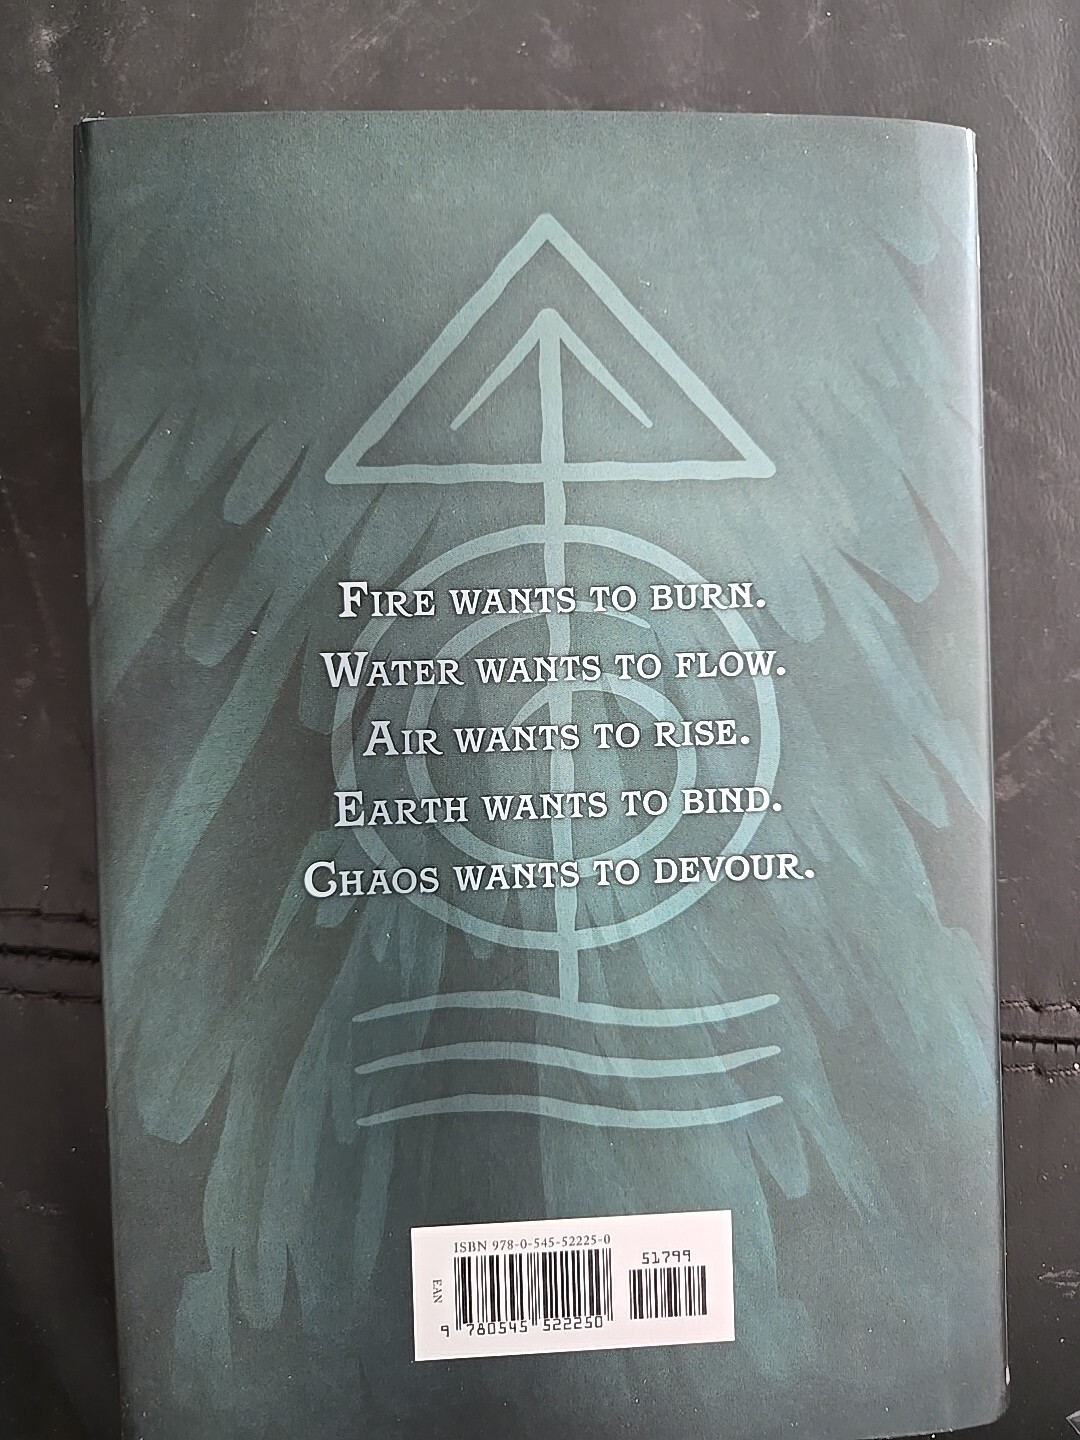 Fire wants to burn.
Water wants to flow.
Air wants to rise.
Earth wants to bind.
Chaos wants to devour.
ISBN 978-0-545-52225-0
51799
EAN
9 780545 522250